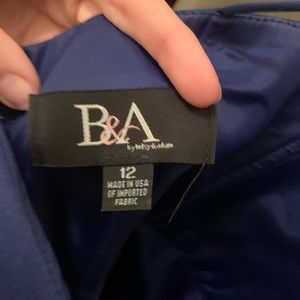 B&A
by betsy & adam
12
MADE IN USA
OF IMPORTED
FABRIC